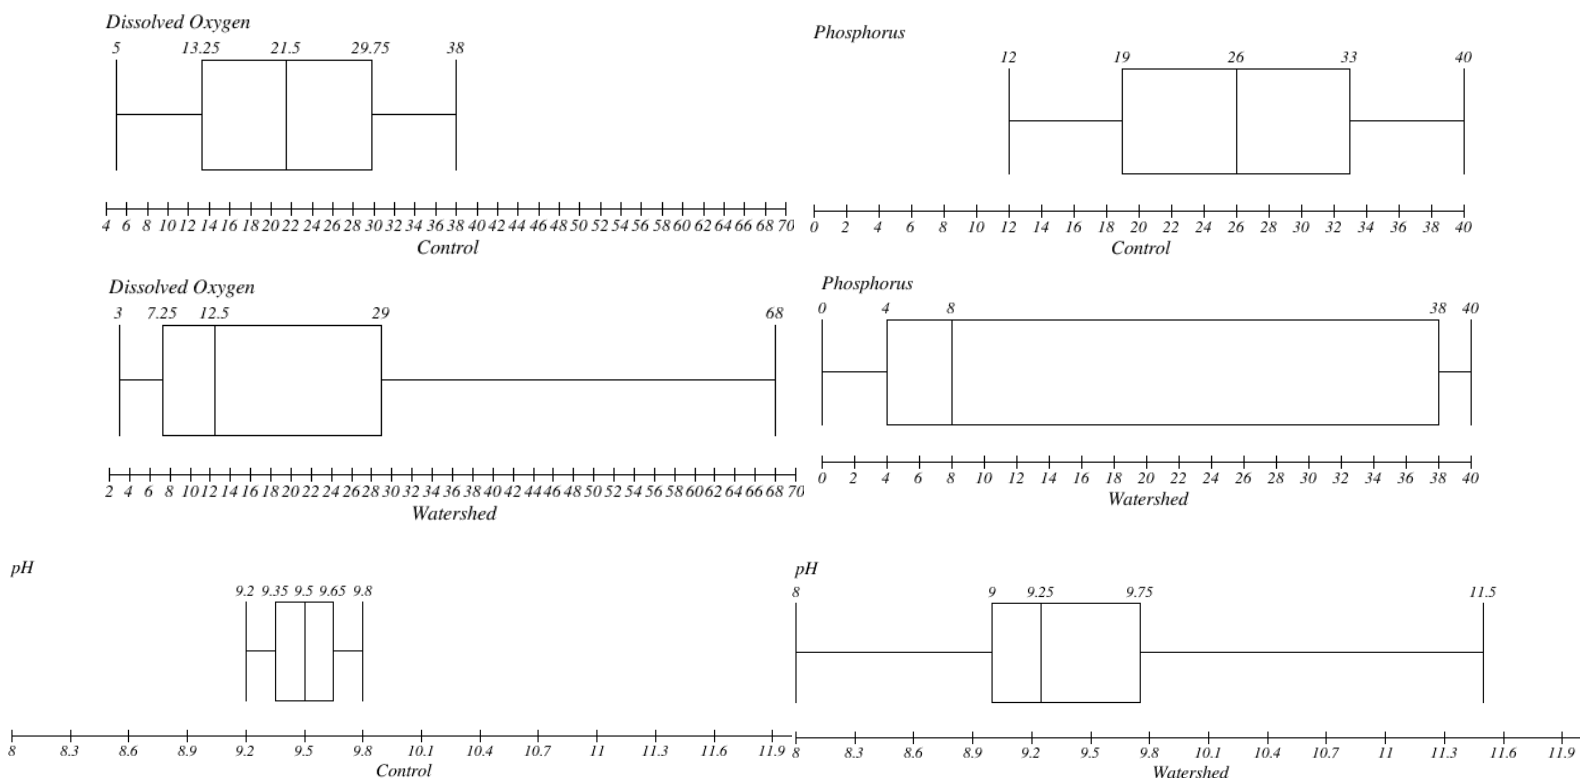 Dissolved Oxygen
5 13.25 21.5 29.75 38
4 6 8 10 12 14 16 18 20 22 24 26 28 30 32 34 36 38 40 42 44 46 48 50 52 54 56 58 60 62 64 66 68 70
Control
Phosphorus
12 19 26 33 40
0 2 4 6 8 10 12 14 16 18 20 22 24 26 28 30 32 34 36 38 40
Control
Dissolved Oxygen
3 7.25 12.5 29 68
2 4 6 8 10 12 14 16 18 20 22 24 26 28 30 32 34 36 38 40 42 44 46 48 50 52 54 56 58 60 62 64 66 68 70
Watershed
Phosphorus
0 4 8 38 40
0 2 4 6 8 10 12 14 16 18 20 22 24 26 28 30 32 34 36 38 40
Watershed
pH
9.2 9.35 9.5 9.65 9.8
8 8.3 8.6 8.9 9.2 9.5 9.8 10.1 10.4 10.7 11 11.3 11.6 11.9
Control
pH
8 9 9.25 9.75 11.5
8 8.3 8.6 8.9 9.2 9.5 9.8 10.1 10.4 10.7 11 11.3 11.6 11.9
Watershed